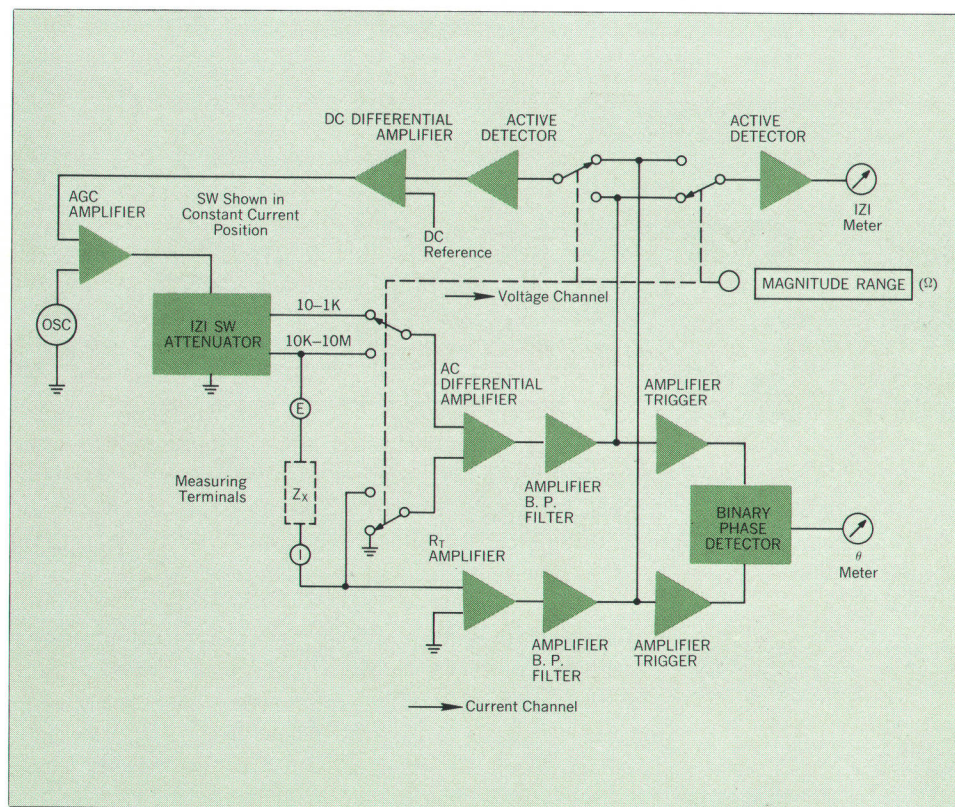 DC DIFFERENTIAL
AMPLIFIER
ACTIVE
DETECTOR
ACTIVE
DETECTOR
AGC
AMPLIFIER
SW Shown in
Constant Current
Position
DC
Reference
IZI
Meter
MAGNITUDE RANGE (Ω)
Voltage Channel
OSC
IZI SW
ATTENUATOR
10–1K
10K–10M
AC
DIFFERENTIAL
AMPLIFIER
AMPLIFIER
TRIGGER
E
Measuring
Terminals
ZX
I
AMPLIFIER
B. P.
FILTER
BINARY
PHASE
DETECTOR
θ
Meter
RT
AMPLIFIER
AMPLIFIER
B. P.
FILTER
AMPLIFIER
TRIGGER
Current Channel